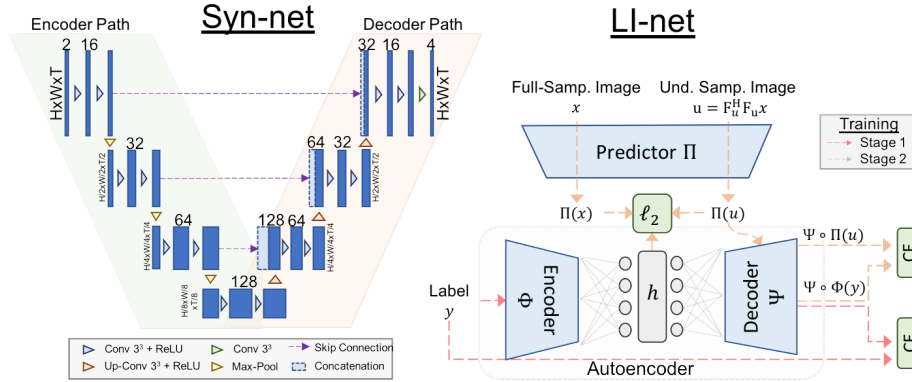 Syn-net
Encoder Path
Decoder Path
2 16
32 16 4
HxWxT
HxWxT
32
64 32
H/2xW/2xT/2
H/2xW/2xT/2
64
128 64
H/4xW/4xT/4
H/4xW/4xT/4
128
H/8xW/8
xT/8
Conv 3³ + ReLU
Conv 3³
Skip Connection
Up-Conv 3³ + ReLU
Max-Pool
Concatenation
LI-net
Full-Samp. Image
x
Und. Samp. Image
u = F_u^H F_u x
Training
Stage 1
Stage 2
Predictor Π
Π(x)
ℓ₂
Π(u)
Ψ ∘ Π(u)
CE
Encoder
Φ
h
Decoder
Ψ
Ψ ∘ Φ(y)
Label
y
CE
Autoencoder